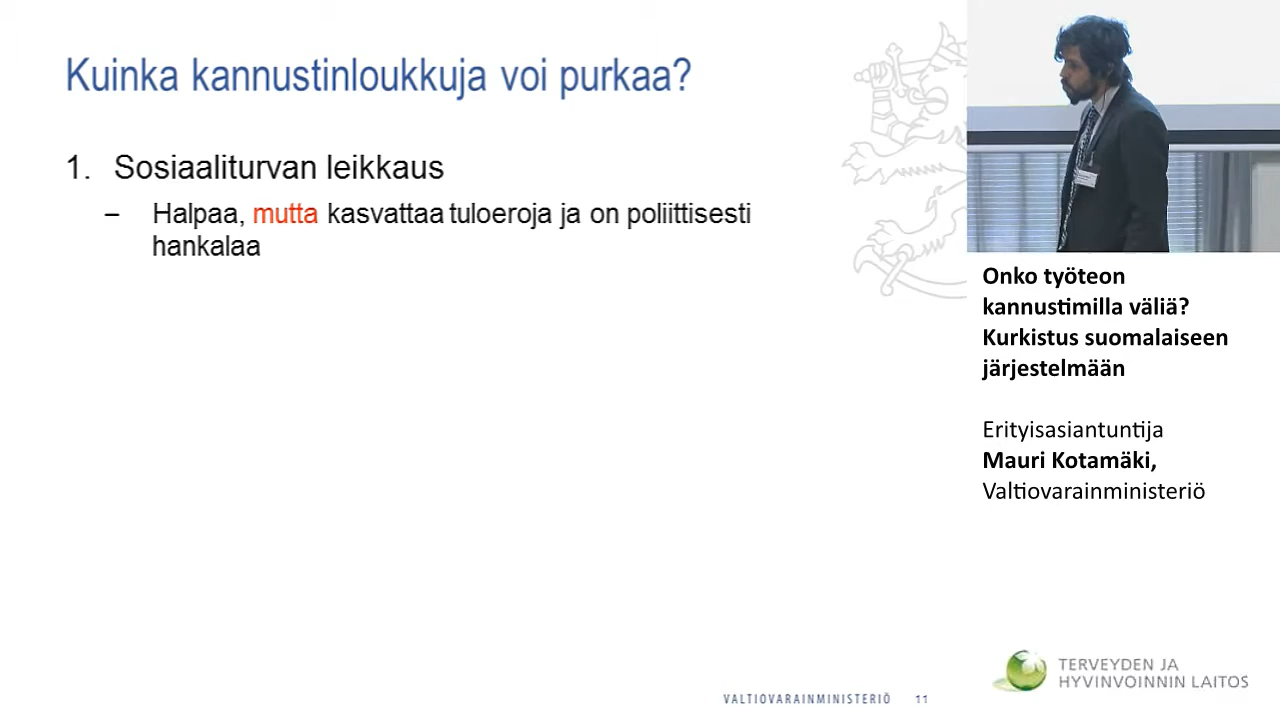 Kuinka kannustinloukkuja voi purkaa?
1. Sosiaaliturvan leikkaus
– Halpaa, mutta kasvattaa tuloeroja ja on poliittisesti
hankalaa
VALTIOVARAINMINISTERIÖ 11
Onko työteon
kannustimilla väliä?
Kurkistus suomalaiseen
järjestelmään
Erityisasiantuntija
Mauri Kotamäki,
Valtiovarainministeriö
TERVEYDEN JA
HYVINVOINNIN LAITOS